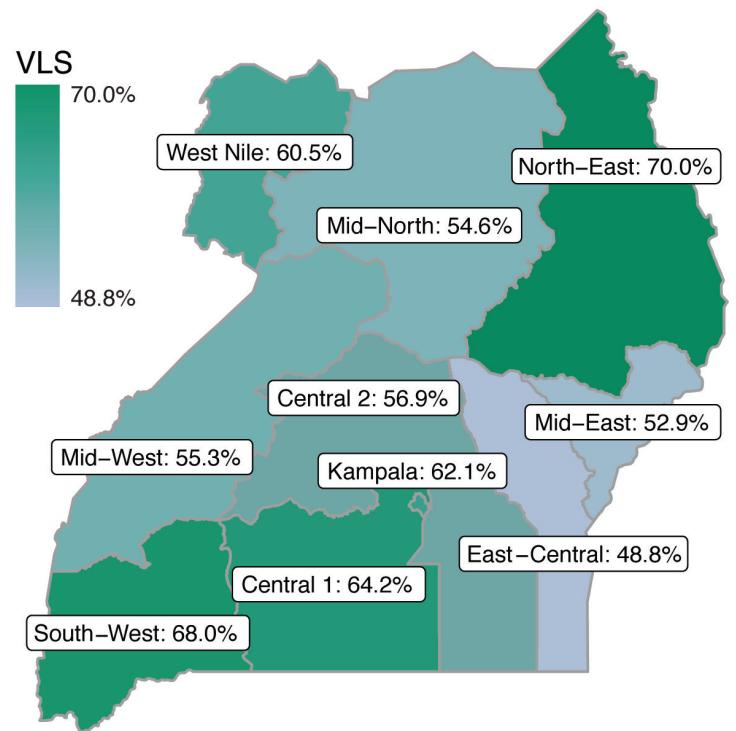 VLS
70.0%
48.8%
West Nile: 60.5%
North−East: 70.0%
Mid−North: 54.6%
Central 2: 56.9%
Mid−East: 52.9%
Mid−West: 55.3%
Kampala: 62.1%
East−Central: 48.8%
Central 1: 64.2%
South−West: 68.0%